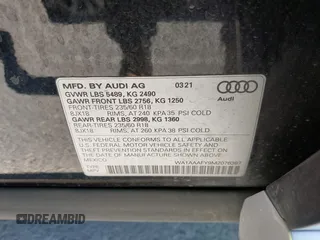 MFD. BY AUDI AG 0321
GVWR LBS 5489, KG 2490
GAWR FRONT LBS 2756, KG 1250
FRONT-TIRES 235/60 R18
8JX18 RIMS, AT 240 KPA 35 PSI COLD
GAWR REAR LBS 2998, KG 1360
REAR-TIRES 235/60 R18
8JX18 RIMS, AT 260 KPA 38 PSI COLD
THIS VEHICLE CONFORMS TO ALL APPLICABLE
U.S. FEDERAL MOTOR VEHICLE SAFETY
AND THEFT PREVENTION STANDARDS IN EFFECT
ON THE DATE OF MANUFACTURE SHOWN ABOVE
MEXICO
DREAMBID